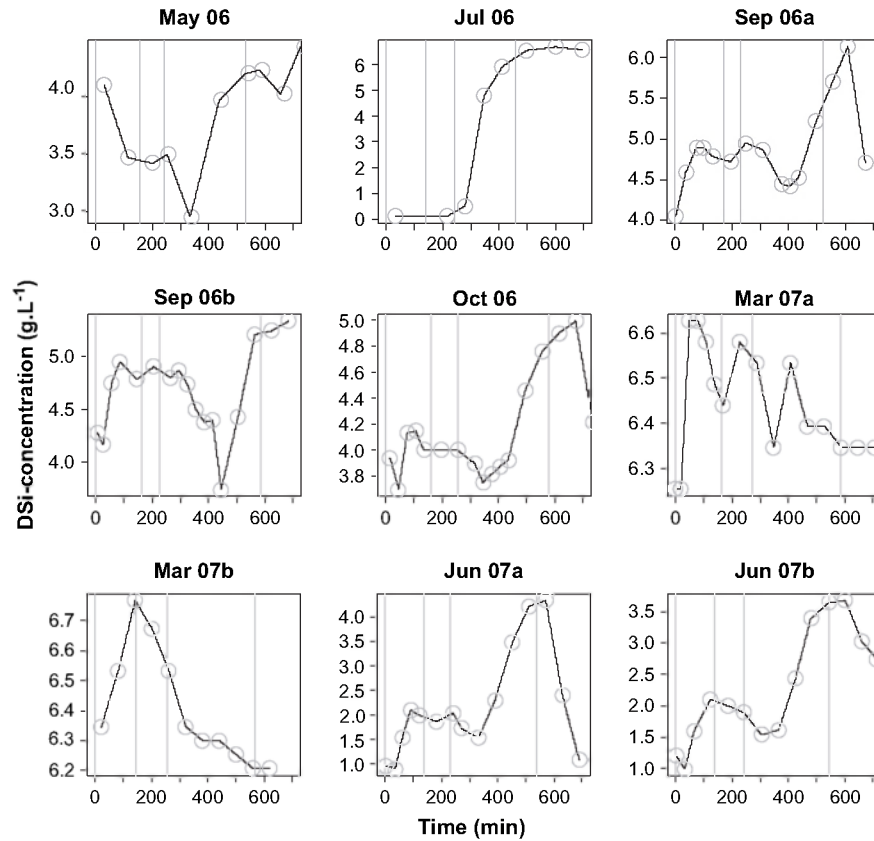 May 06 Jul 06 Sep 06a
4.0 3.5 3.0
6 5 4 3 2 1 0
6.0 5.5 5.0 4.5 4.0
0 200 400 600 0 200 400 600 0 200 400 600
Sep 06b Oct 06 Mar 07a
5.0 4.5 4.0
5.0 4.8 4.6 4.4 4.2 4.0 3.8
6.6 6.5 6.4 6.3
0 200 400 600 0 200 400 600 0 200 400 600
DSi-concentration (g.L⁻¹)
Mar 07b Jun 07a Jun 07b
6.7 6.6 6.5 6.4 6.3 6.2
4.0 3.5 3.0 2.5 2.0 1.5 1.0
3.5 3.0 2.5 2.0 1.5 1.0
0 200 400 600 0 200 400 600 0 200 400 600
Time (min)